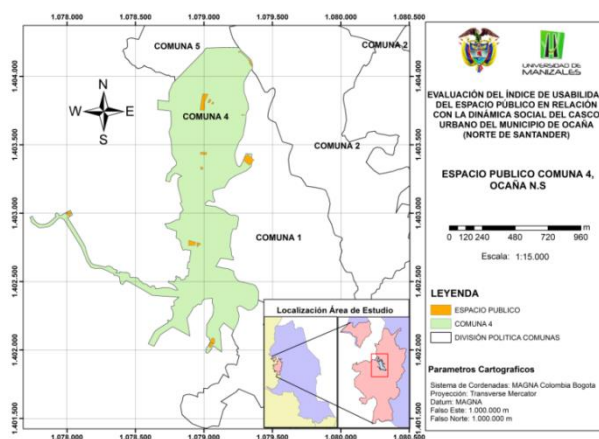 1.078.000 1.078.500 1.079.000 1.079.500 1.080.000 1.080.500
COMUNA 5
COMUNA 2
1.404.000
N
W E
S
COMUNA 4
1.403.500
COMUNA 2
1.403.000
COMUNA 1
1.402.500
1.402.000
1.401.500
Localización Área de Estudio
1.078.000 1.078.500 1.079.000 1.079.500 1.080.000 1.080.500
UNIVERSIDAD DE
MANIZALES
EVALUACIÓN DEL ÍNDICE DE USABILIDA
DEL ESPACIO PÚBLICO EN RELACIÓN
CON LA DINÁMICA SOCIAL DEL CASCO
URBANO DEL MUNICIPIO DE OCAÑA
(NORTE DE SANTANDER)
ESPACIO PUBLICO COMUNA 4,
OCAÑA N.S
m
0 120 240 480 720 960
Escala: 1:15.000
LEYENDA
ESPACIO PUBLICO
COMUNA 4
DIVISIÓN POLITICA COMUNAS
Parametros Cartograficos
Sistema de Cordenadas: MAGNA Colombia Bogota
Proyección: Transverse Mercator
Datum: MAGNA
Falso Este: 1.000.000 m
Falso Norte: 1.000.000 m